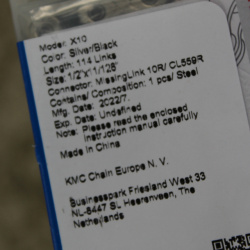 Model: X10
Color: Silver/Black
Length: 114 Links
Size: 1/2"x11/128"
Connector: MissingLink 10R/ CL559R
Contains/ Composition: 1 pcs/ Steel
Mfg. Date: 2022/7.
Exp. Date: Undefined
Note: Please read the enclosed
instruction manual carefully
Made in China
KMC Chain Europe N. V.
Businesspark Friesland West 33
NL-8447 SL Heerenveen, The
Netherlands